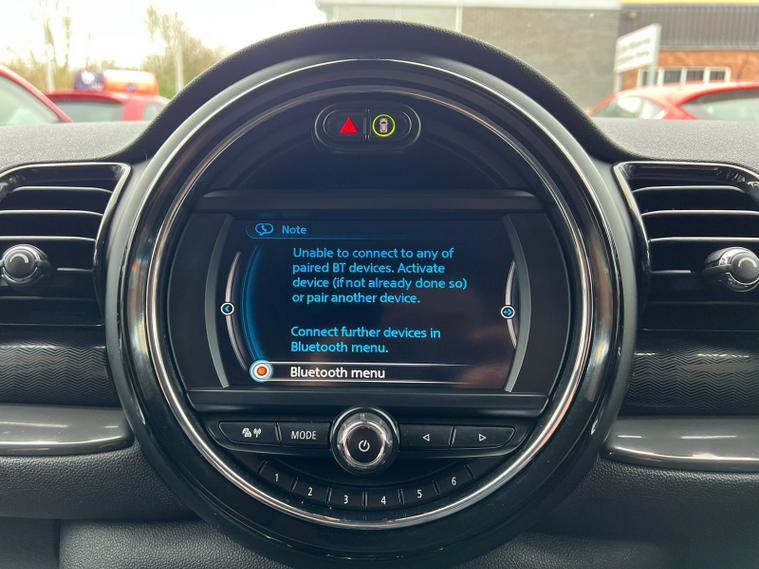 Note
Unable to connect to any of
paired BT devices. Activate
device (if not already done so)
or pair another device.
Connect further devices in
Bluetooth menu.
Bluetooth menu
MODE
1 2 3 4 5 6